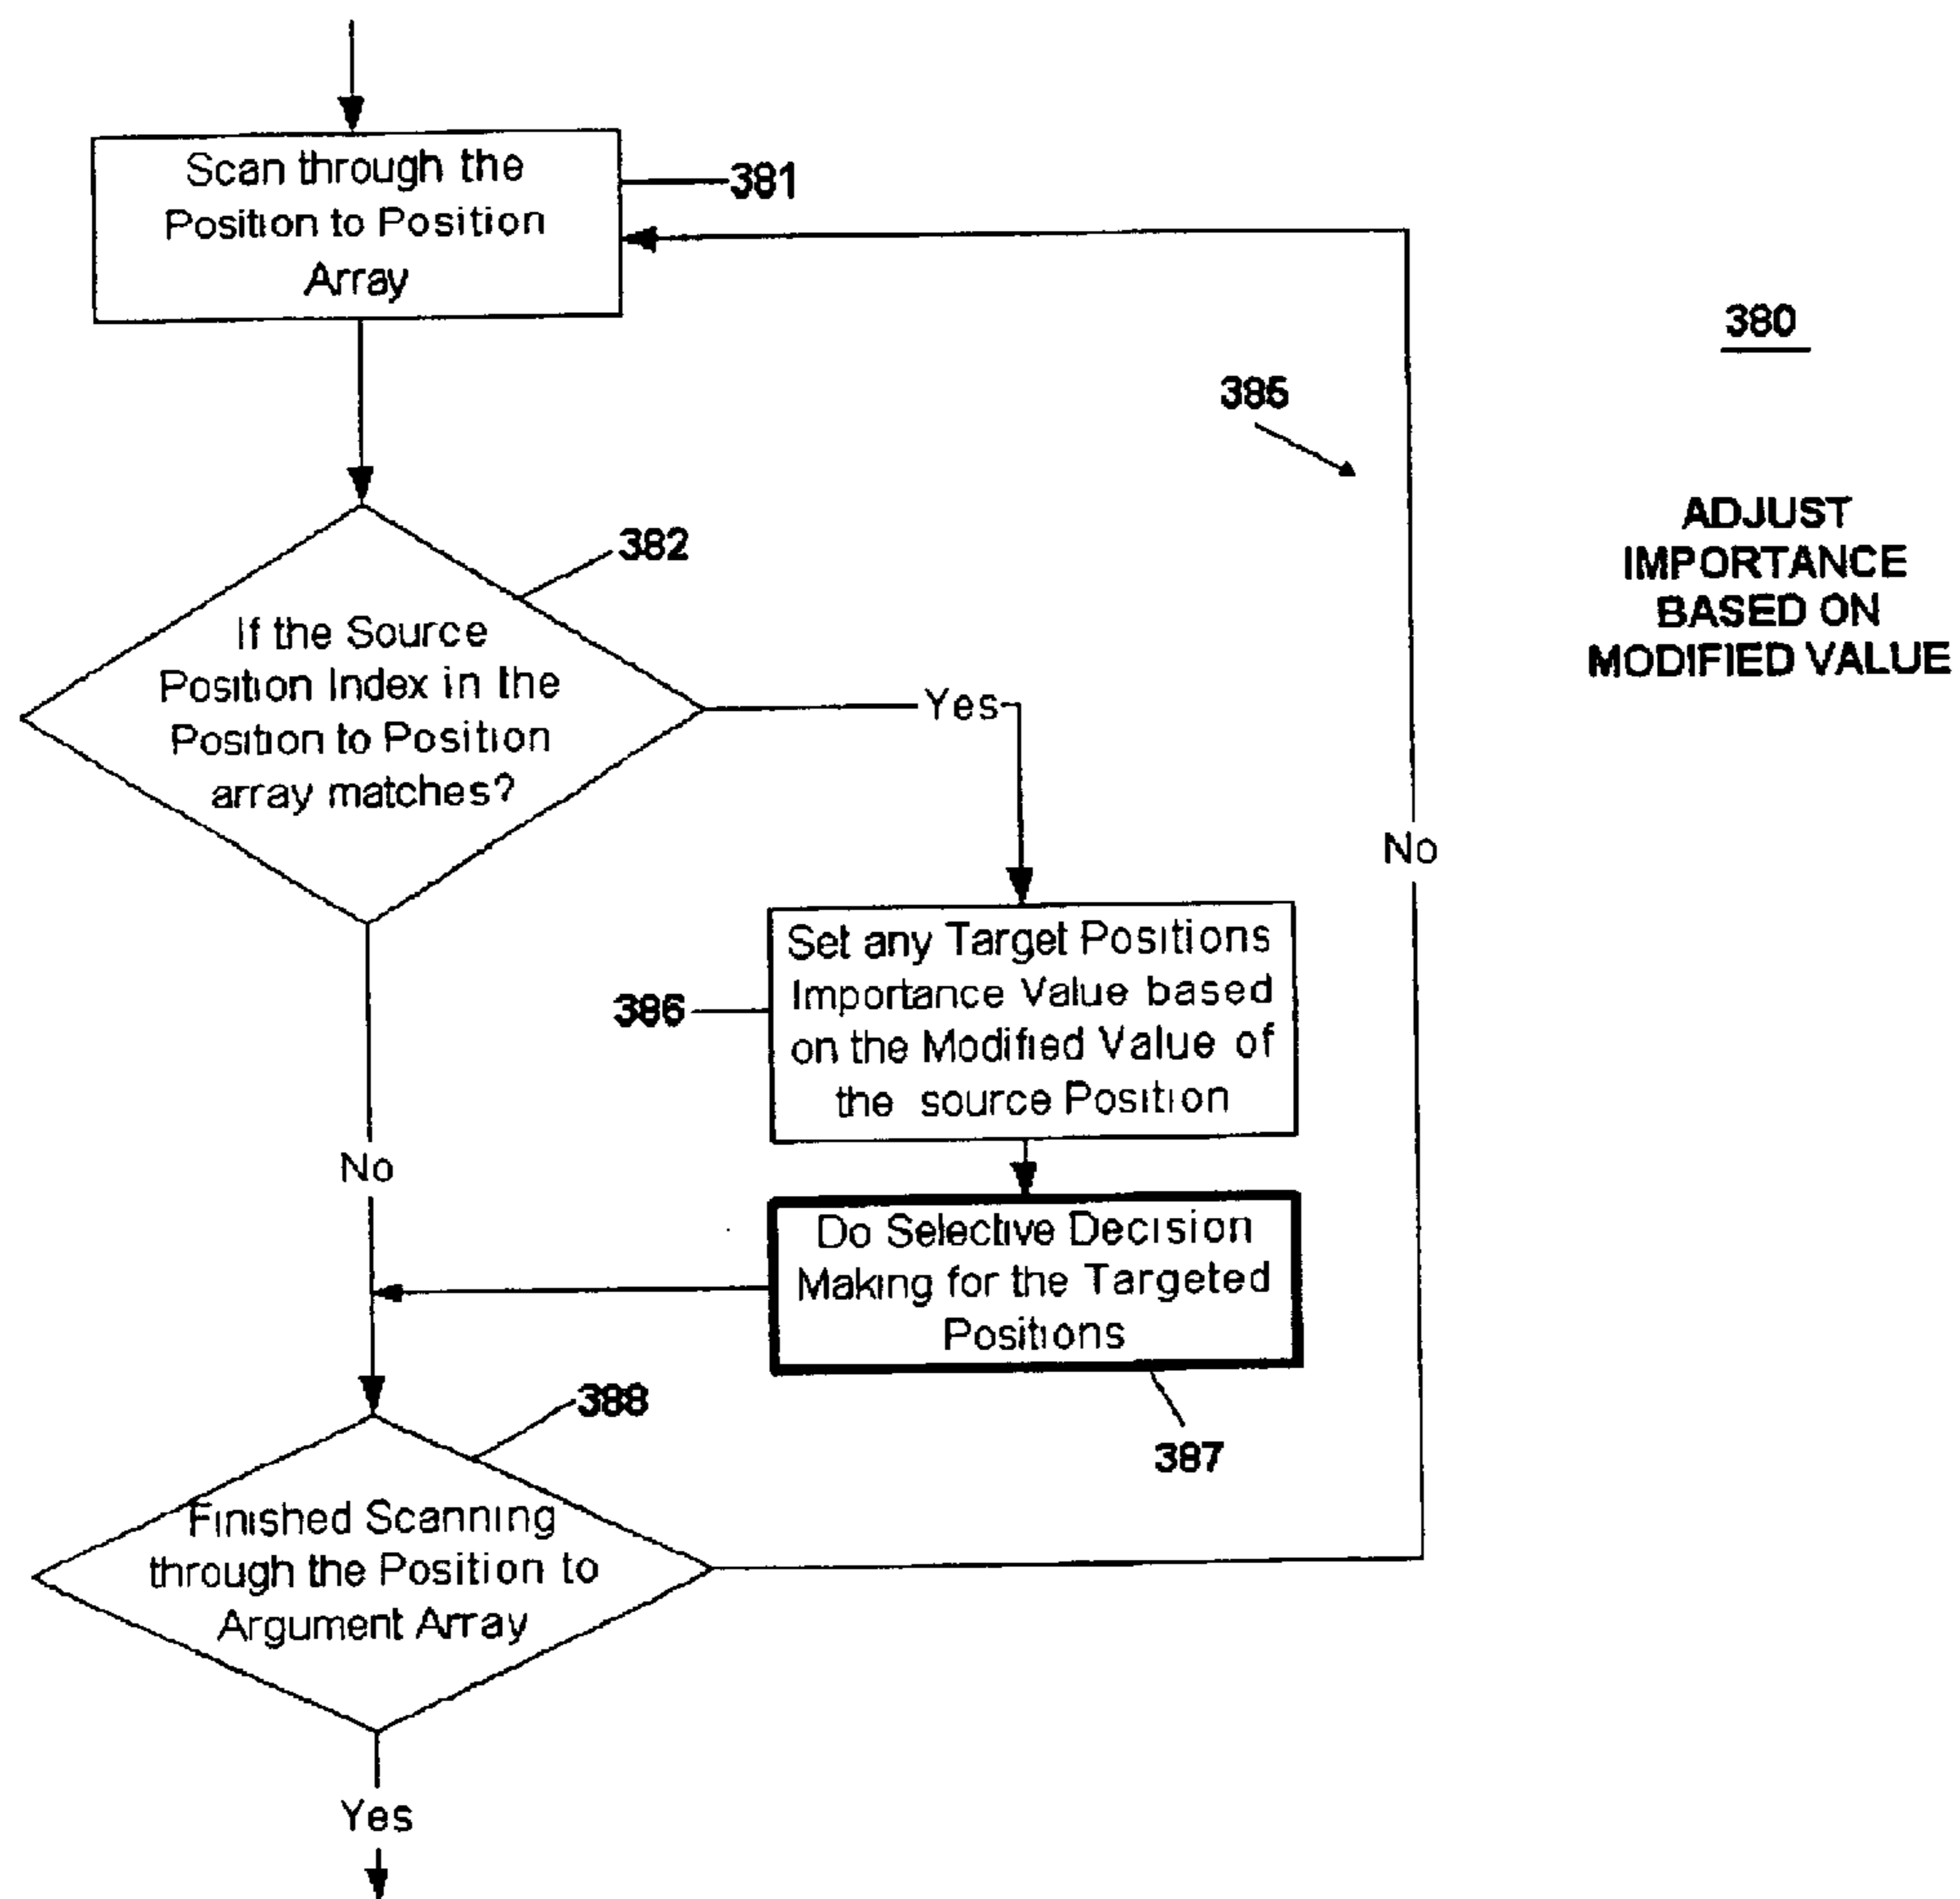 Scan through the
Position to Position
Array
381
380
385
ADJUST
IMPORTANCE
BASED ON
MODIFIED VALUE
382
If the Source
Position Index in the
Position to Position
array matches?
Yes
No
Set any Target Positions
Importance Value based
on the Modified Value of
the source Position
386
No
Do Selective Decision
Making for the Targeted
Positions
387
388
Finished Scanning
through the Position to
Argument Array
Yes